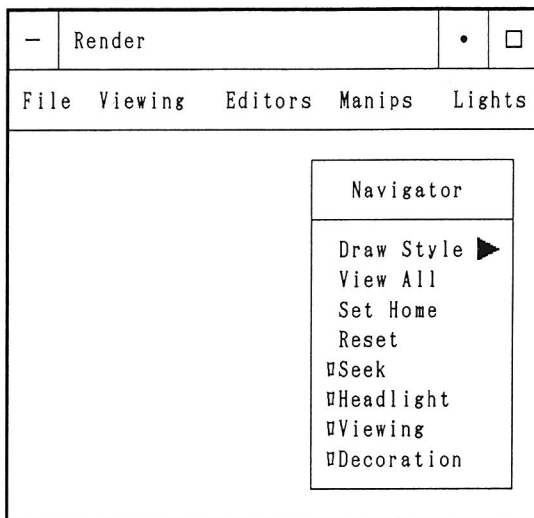 Render
File Viewing Editors Manips Lights
Navigator
Draw Style
View All
Set Home
Reset
Seek
Headlight
Viewing
Decoration